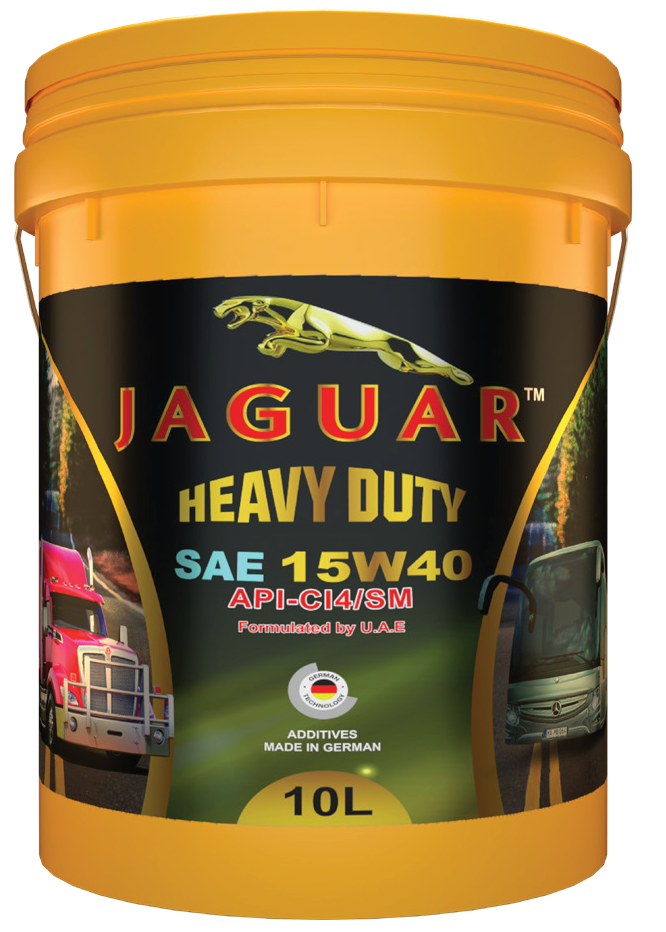 JAGUAR™
HEAVY DUTY
SAE 15W40
API-CI4/SM
Formulated by U.A.E
GERMAN
TECHNOLOGY
ADDITIVES
MADE IN GERMAN
10L